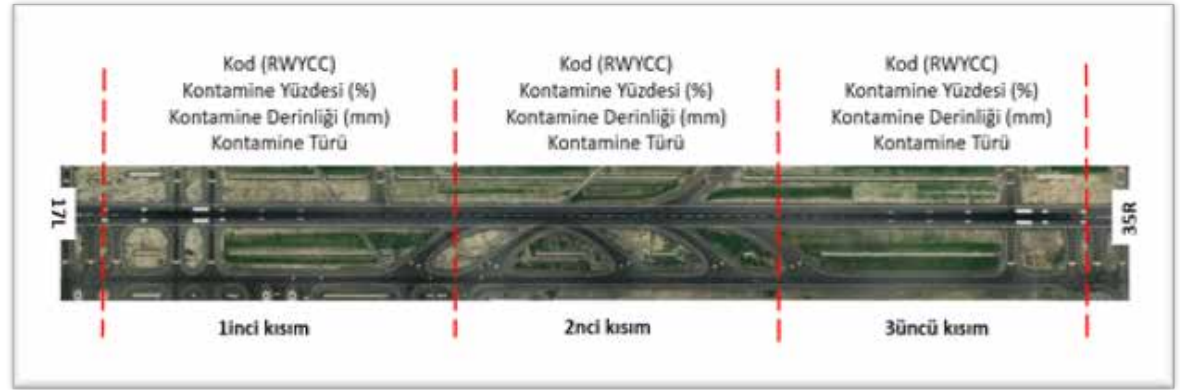 Kod (RWYCC)
Kontamine Yüzdesi (%)
Kontamine Derinliği (mm)
Kontamine Türü
Kod (RWYCC)
Kontamine Yüzdesi (%)
Kontamine Derinliği (mm)
Kontamine Türü
Kod (RWYCC)
Kontamine Yüzdesi (%)
Kontamine Derinliği (mm)
Kontamine Türü
17L
35R
1inci kısım
2nci kısım
3üncü kısım